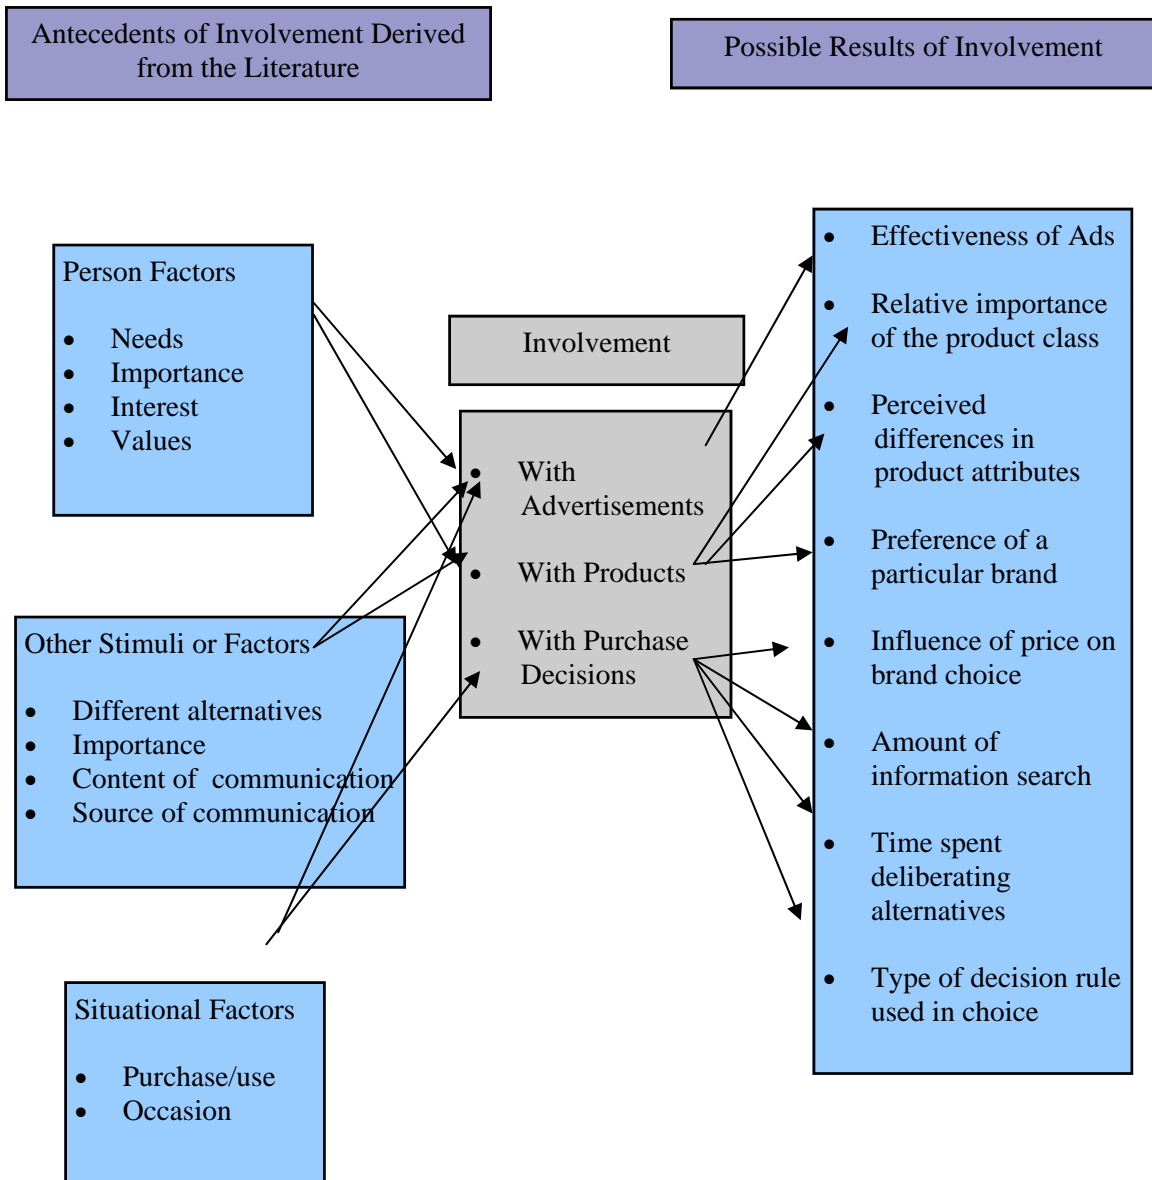 Antecedents of Involvement Derived
from the Literature
Possible Results of Involvement
Person Factors
• Needs
• Importance
• Interest
• Values
Other Stimuli or Factors
• Different alternatives
• Importance
• Content of communication
• Source of communication
Situational Factors
• Purchase/use
• Occasion
Involvement
• With
Advertisements
• With Products
• With Purchase
Decisions
• Effectiveness of Ads
• Relative importance
of the product class
• Perceived
differences in
product attributes
• Preference of a
particular brand
• Influence of price on
brand choice
• Amount of
information search
• Time spent
deliberating
alternatives
• Type of decision rule
used in choice